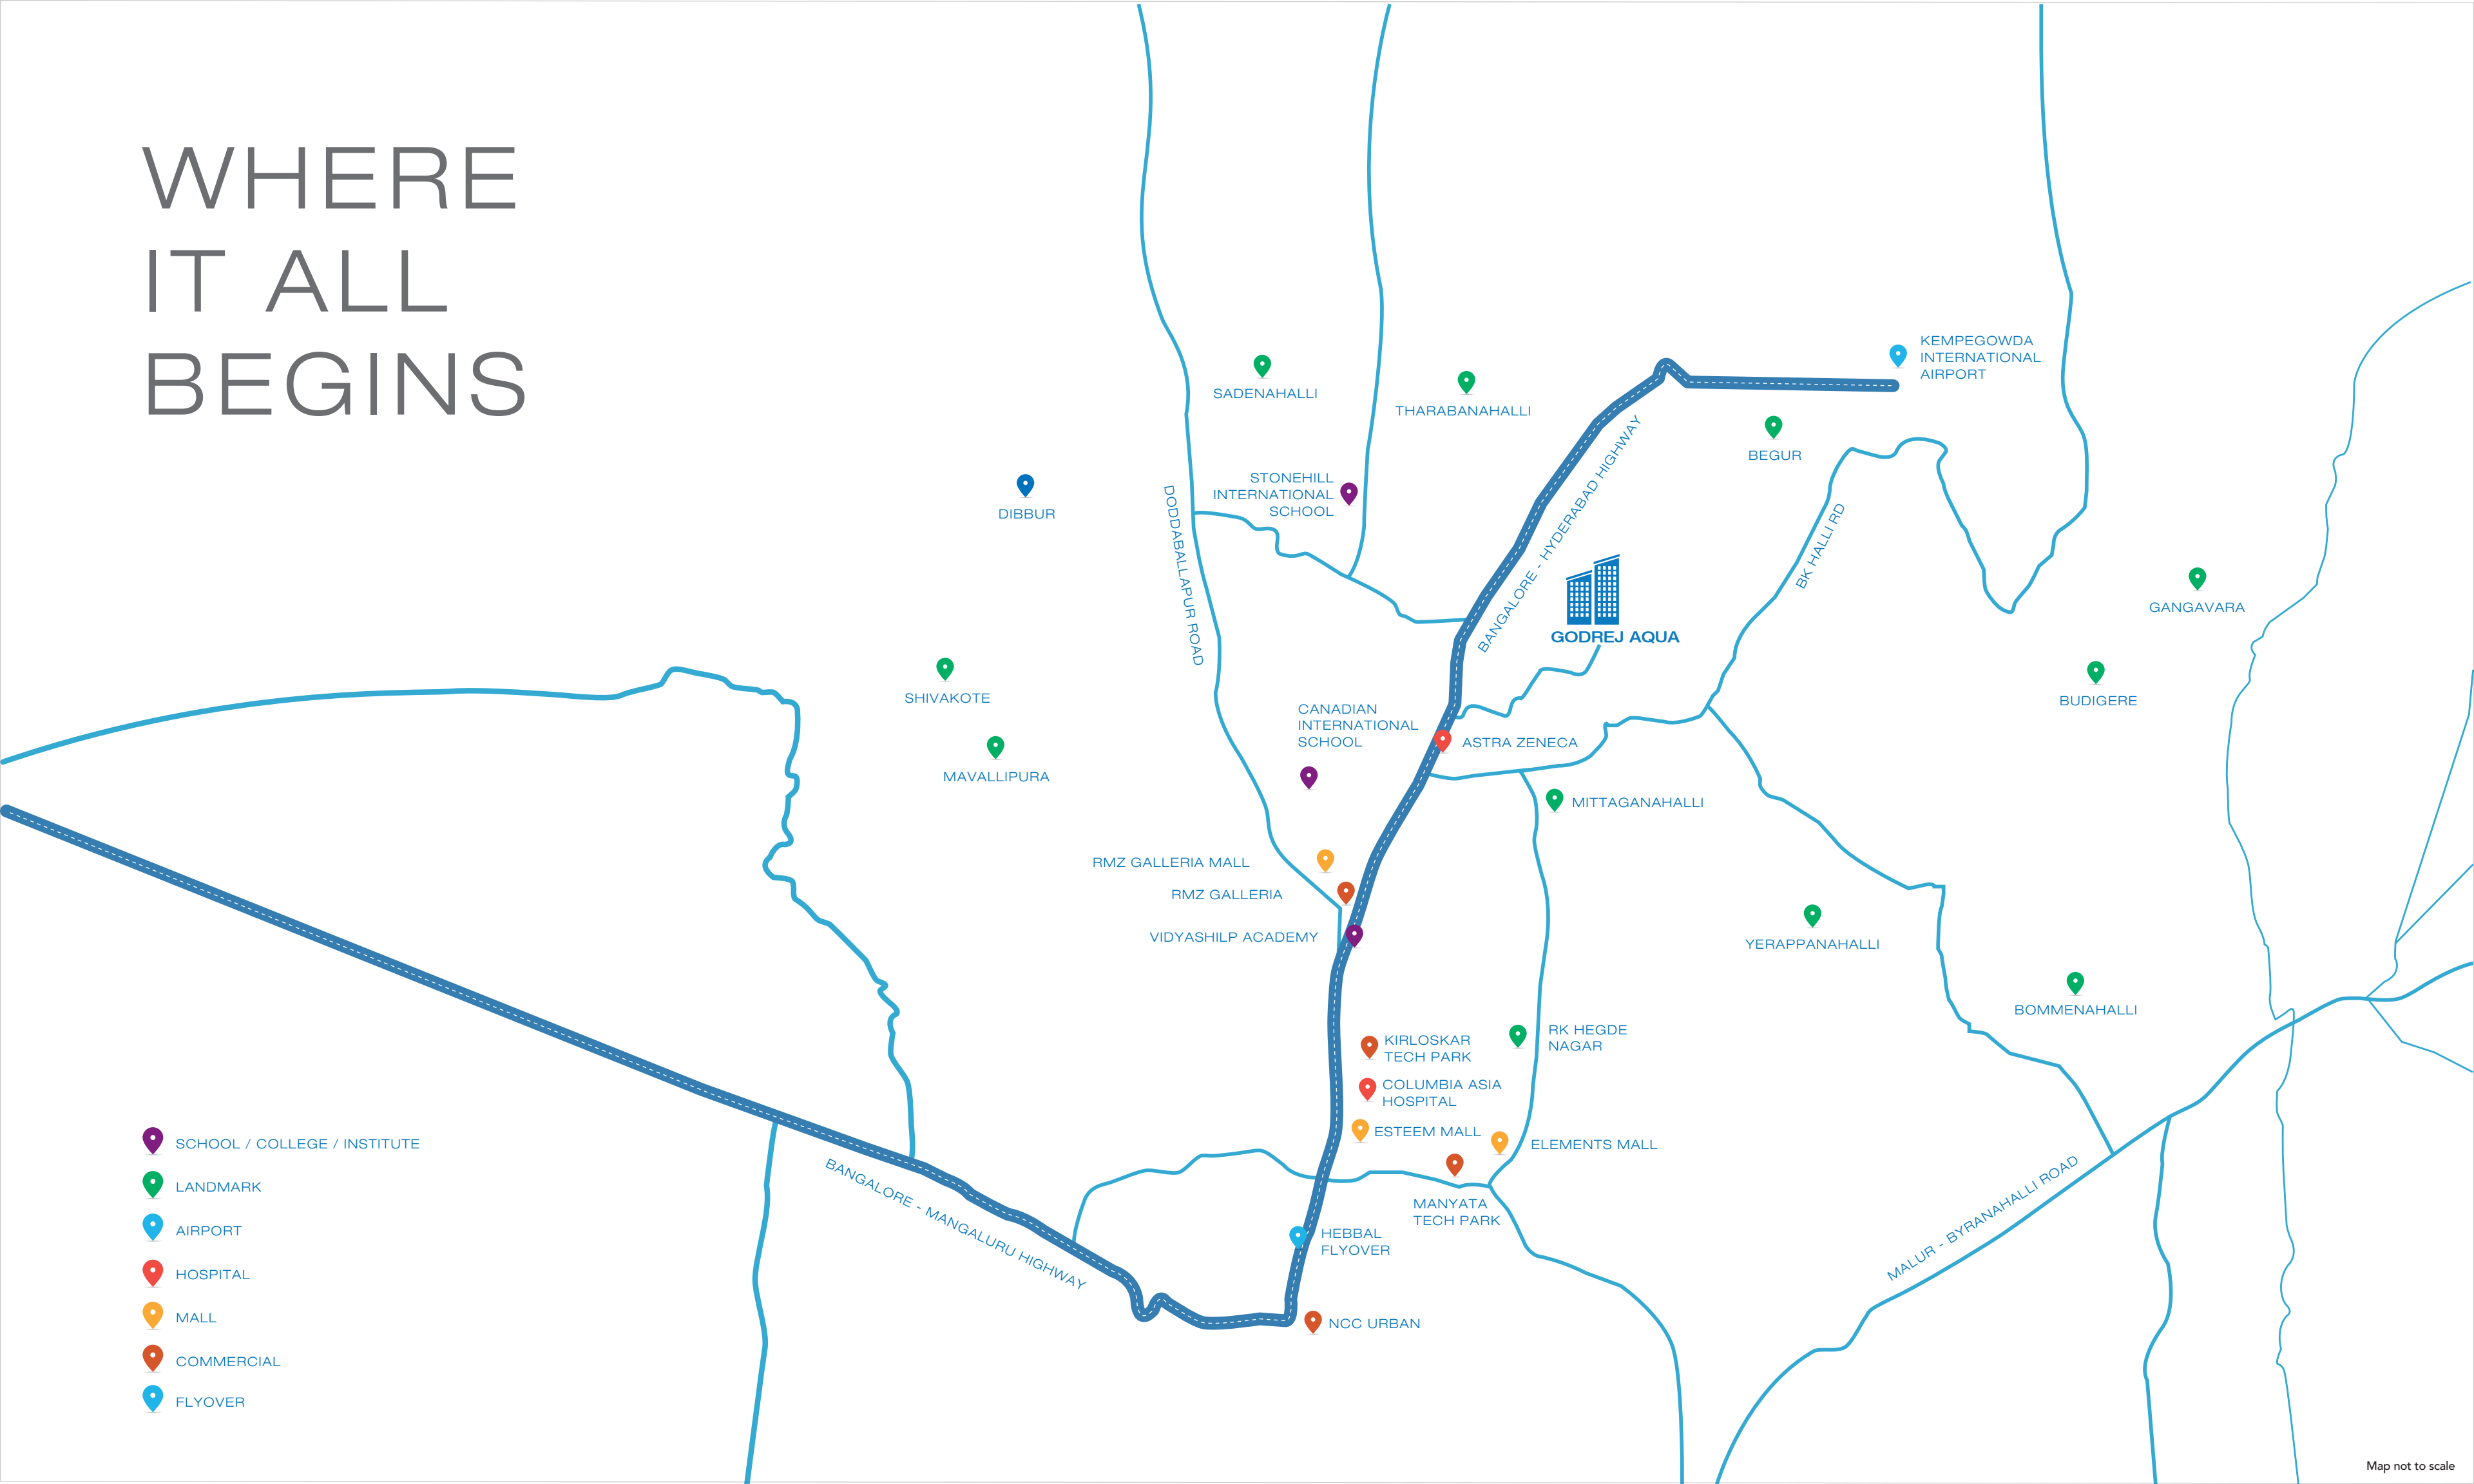 WHERE
IT ALL
BEGINS
KEMPEGOWDA
INTERNATIONAL
AIRPORT
SADENAHALLI
THARABANAHALLI
BEGUR
STONEHILL
INTERNATIONAL
SCHOOL
DIBBUR
DODDABALLAPUR ROAD
BANGALORE - HYDERABAD HIGHWAY
BK HALLI RD
GANGAVARA
GODREJ AQUA
SHIVAKOTE
BUDIGERE
CANADIAN
INTERNATIONAL
SCHOOL
ASTRA ZENECA
MAVALLIPURA
MITTAGANAHALLI
RMZ GALLERIA MALL
RMZ GALLERIA
VIDYASHILP ACADEMY
YERAPPANAHALLI
BOMMENAHALLI
RK HEGDE
NAGAR
KIRLOSKAR
TECH PARK
COLUMBIA ASIA
HOSPITAL
ESTEEM MALL
ELEMENTS MALL
MANYATA
TECH PARK
HEBBAL
FLYOVER
BANGALORE - MANGALURU HIGHWAY
MALUR - BYRANAHALLI ROAD
NCC URBAN
SCHOOL / COLLEGE / INSTITUTE
LANDMARK
AIRPORT
HOSPITAL
MALL
COMMERCIAL
FLYOVER
Map not to scale